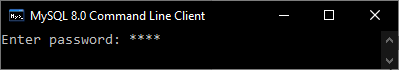 MySQL 8.0 Command Line Client
Enter password: ****